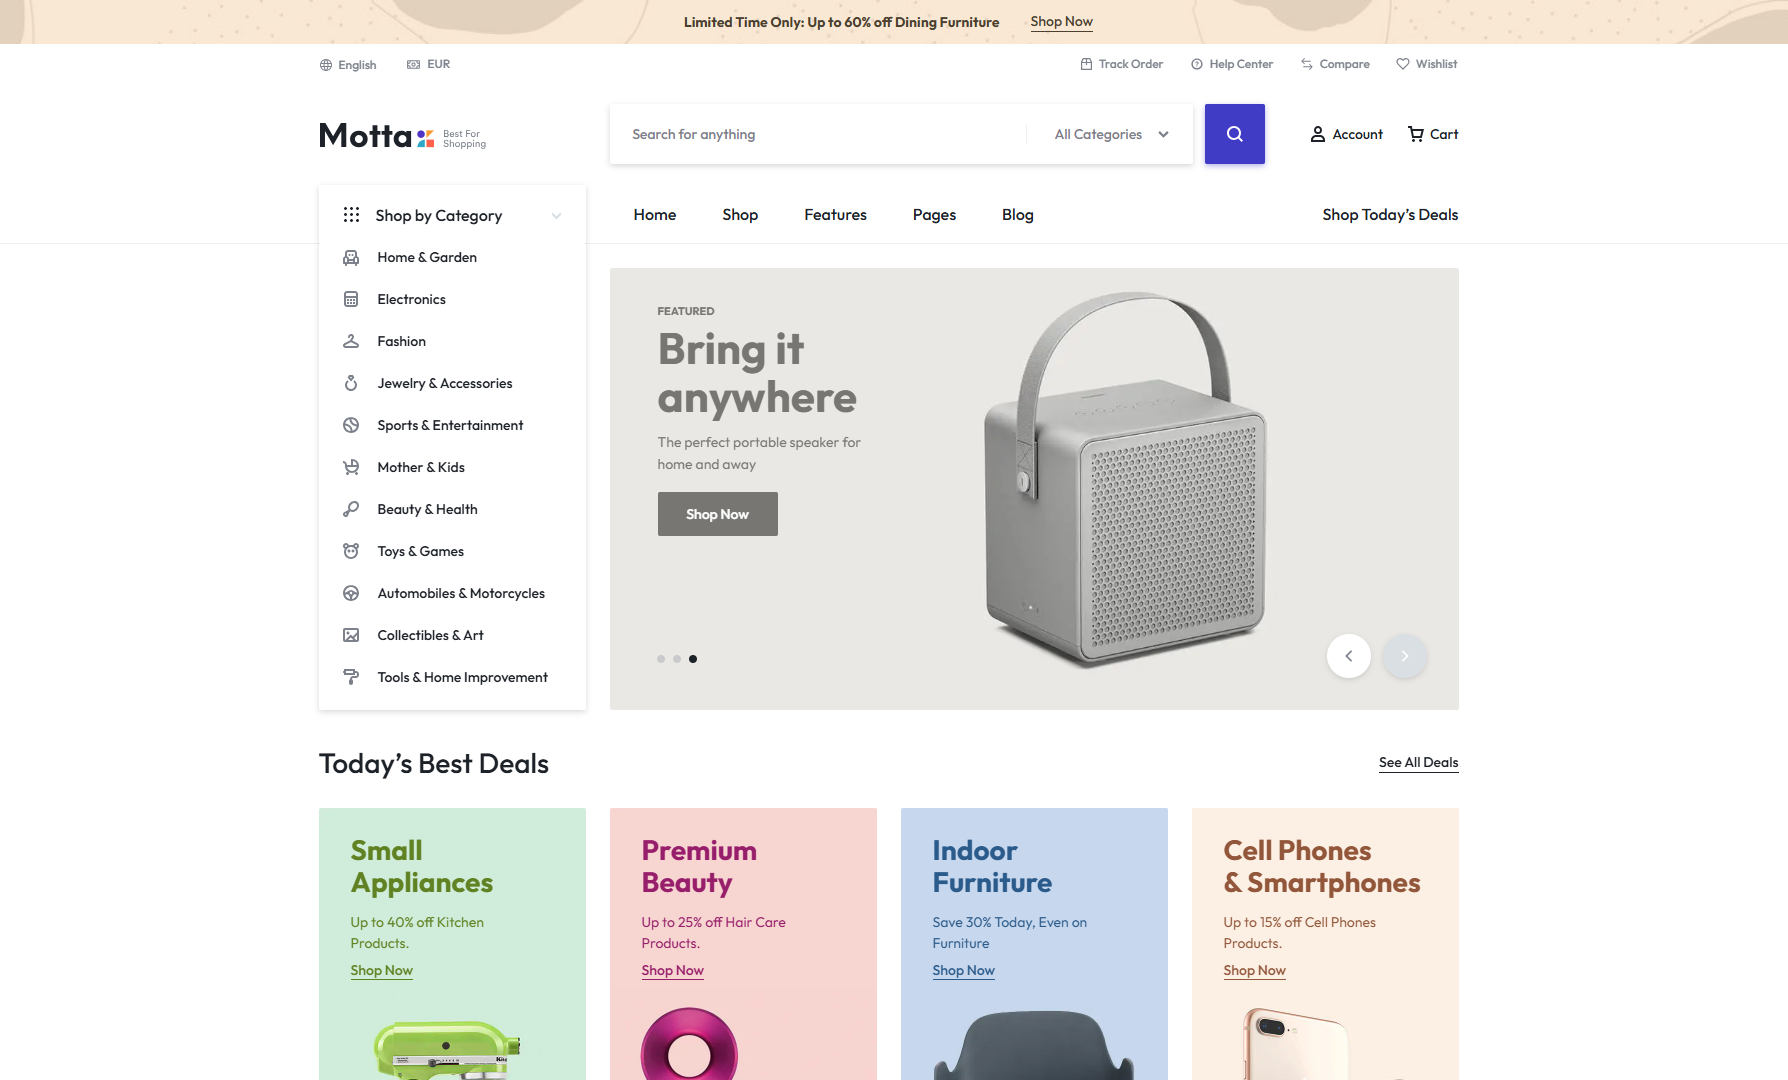 Limited Time Only: Up to 60% off Dining Furniture Shop Now
English EUR Track Order Help Center Compare Wishlist
Motta Best For Shopping
Search for anything All Categories Account Cart
Shop by Category Home Shop Features Pages Blog Shop Today’s Deals
Home & Garden
Electronics
Fashion
Jewelry & Accessories
Sports & Entertainment
Mother & Kids
Beauty & Health
Toys & Games
Automobiles & Motorcycles
Collectibles & Art
Tools & Home Improvement
FEATURED
Bring it
anywhere
The perfect portable speaker for
home and away
Shop Now
Today’s Best Deals See All Deals
Small
Appliances
Up to 40% off Kitchen
Products.
Shop Now
Premium
Beauty
Up to 25% off Hair Care
Products.
Shop Now
Indoor
Furniture
Save 30% Today, Even on
Furniture
Shop Now
Cell Phones
& Smartphones
Up to 15% off Cell Phones
Products.
Shop Now